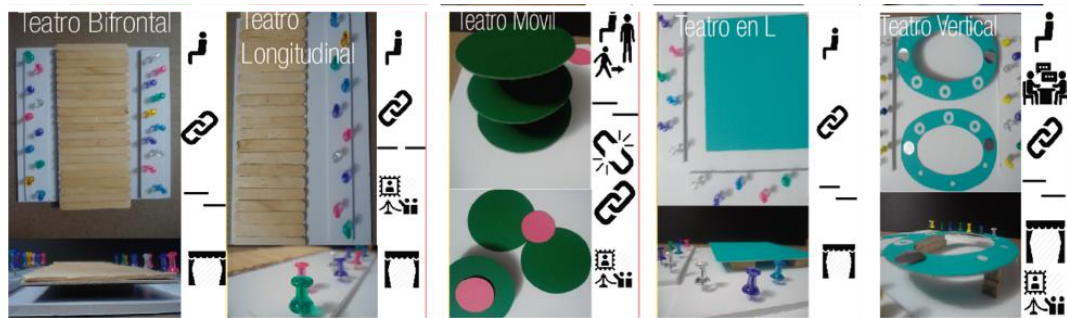 Teatro Bifrontal
Teatro
Longitudinal
Teatro Movil
Teatro en L
Teatro Vertical